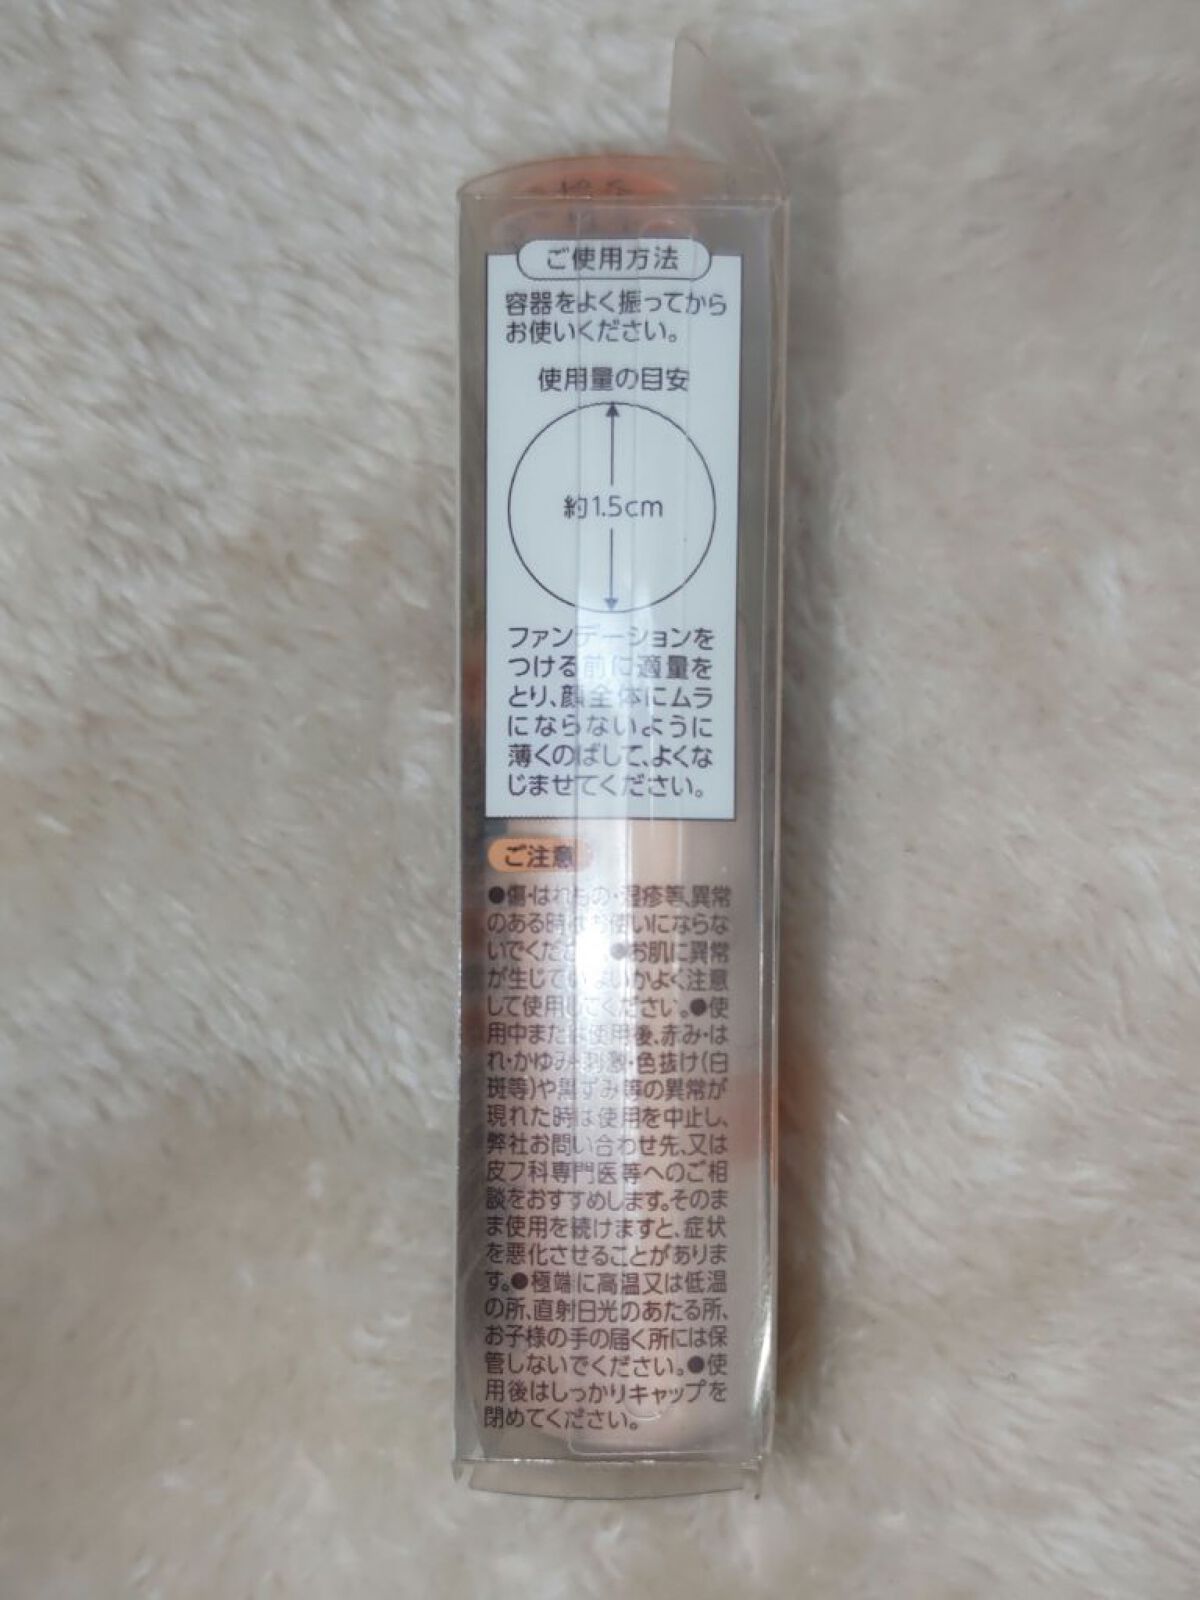 ご使用方法
容器をよく振ってから
お使いください。
使用量の目安
約1.5cm
ファンデーションを
つける前に適量を
とり、顔全体にムラ
にならないように
薄くのばして、よくな
じませてください。
ご注意
●傷・はれもの・湿疹等、異常
のある時はお使いにならな
いでください。●お肌に異常
が生じていないかよく注意
して使用してください。●使
用中または使用後、赤み・は
れ・かゆみ・刺激・色抜け(白
斑等)や黒ずみ等の異常が
現れた時は使用を中止し、
弊社お問い合わせ先、又は
皮フ科専門医等へのご相
談をおすすめします。そのま
ま使用を続けますと、症状
を悪化させることがありま
す。●極端に高温又は低温
の所、直射日光のあたる所、
お子様の手の届く所には保
管しないでください。●使
用後はしっかりキャップを
閉めてください。